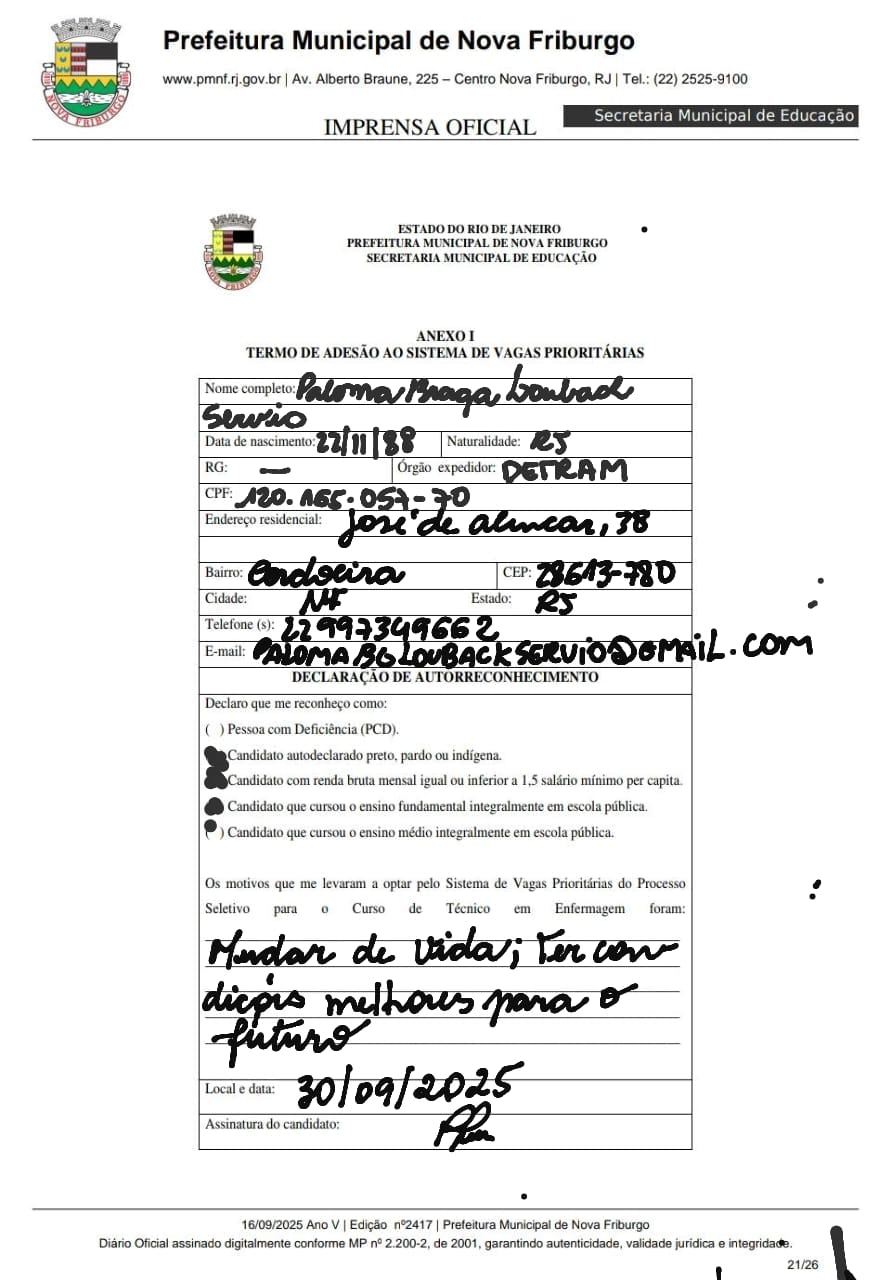 Prefeitura Municipal de Nova Friburgo
www.pmnf.rj.gov.br | Av. Alberto Braune, 225 – Centro Nova Friburgo, RJ | Tel.: (22) 2525-9100
IMPRENSA OFICIAL
Secretaria Municipal de Educação
NOVA FRIBURGO
ESTADO DO RIO DE JANEIRO
PREFEITURA MUNICIPAL DE NOVA FRIBURGO
SECRETARIA MUNICIPAL DE EDUCAÇÃO
NOVA FRIBURGO
ANEXO I
TERMO DE ADESÃO AO SISTEMA DE VAGAS PRIORITÁRIAS
Nome completo: Paloma Braga Louback
Servio
Data de nascimento: 22/11/88 Naturalidade: RJ
RG: — Órgão expedidor: DETRAM
CPF: 120.165.057-70
Endereço residencial: José de alencar, 38
Bairro: Cordoeira CEP: 28613-780
Cidade: NF Estado: RJ
Telefone (s): 22997349662
E-mail: PALOMABGLOUBACKSERVIO@GMAIL.COM
DECLARAÇÃO DE AUTORRECONHECIMENTO
Declaro que me reconheço como:
( ) Pessoa com Deficiência (PCD).
Candidato autodeclarado preto, pardo ou indígena.
Candidato com renda bruta mensal igual ou inferior a 1,5 salário mínimo per capita.
Candidato que cursou o ensino fundamental integralmente em escola pública.
( ) Candidato que cursou o ensino médio integralmente em escola pública.
Os motivos que me levaram a optar pelo Sistema de Vagas Prioritárias do Processo
Seletivo para o Curso de Técnico em Enfermagem foram:
Mudar de vida; Ter con
dições melhores para o
futuro
Local e data: 30/09/2025
Assinatura do candidato:
16/09/2025 Ano V | Edição nº2417 | Prefeitura Municipal de Nova Friburgo
Diário Oficial assinado digitalmente conforme MP nº 2.200-2, de 2001, garantindo autenticidade, validade jurídica e integridade.
21/26